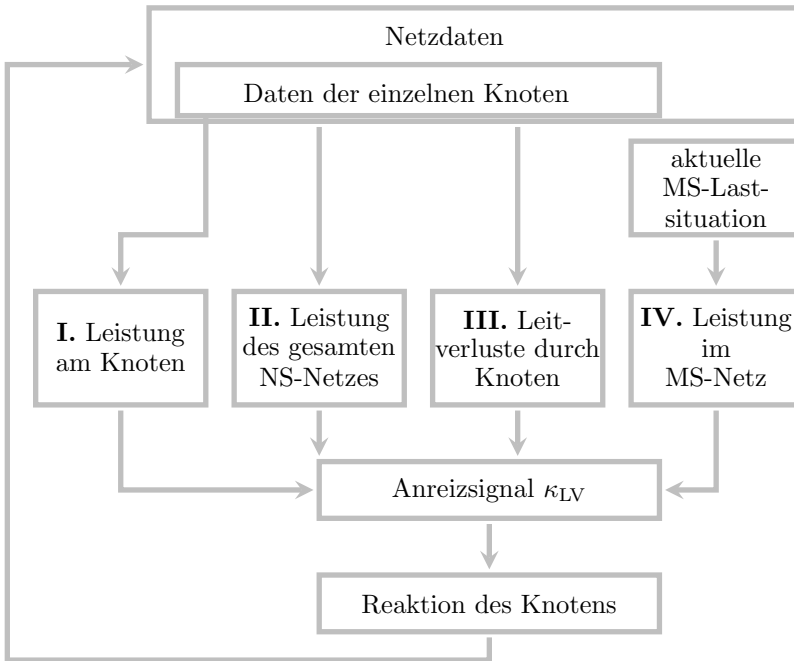 Netzdaten
Daten der einzelnen Knoten
aktuelle
MS-Last-
situation
I. Leistung
am Knoten
II. Leistung
des gesamten
NS-Netzes
III. Leit-
verluste durch
Knoten
IV. Leistung
im
MS-Netz
Anreizsignal κLV
Reaktion des Knotens